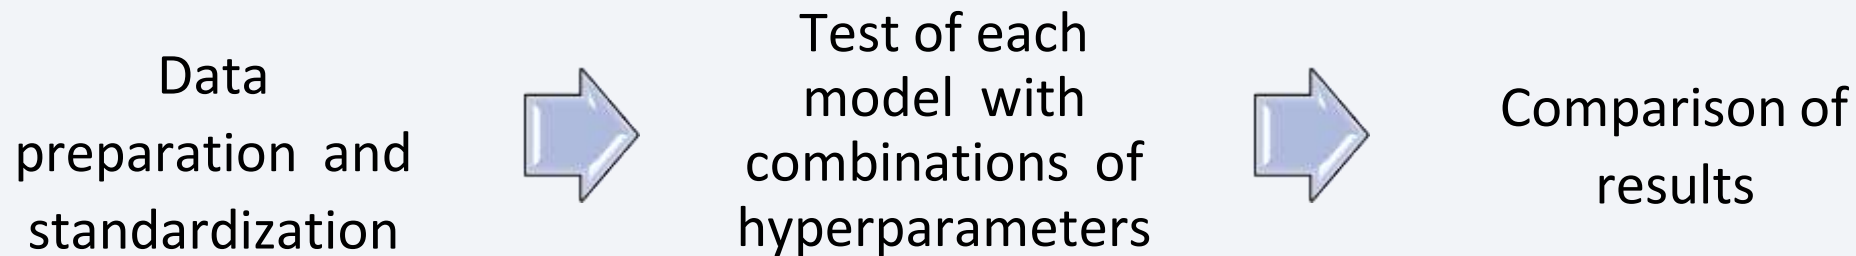 Data
preparation and
standardization
Test of each
model with
combinations of
hyperparameters
Comparison of
results